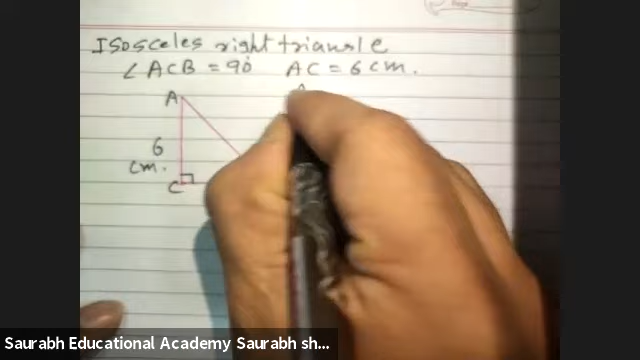 Isosceles right triangle
∠ACB = 90° AC = 6 cm.
A A
6
cm.
C
Saurabh Educational Academy Saurabh sh...